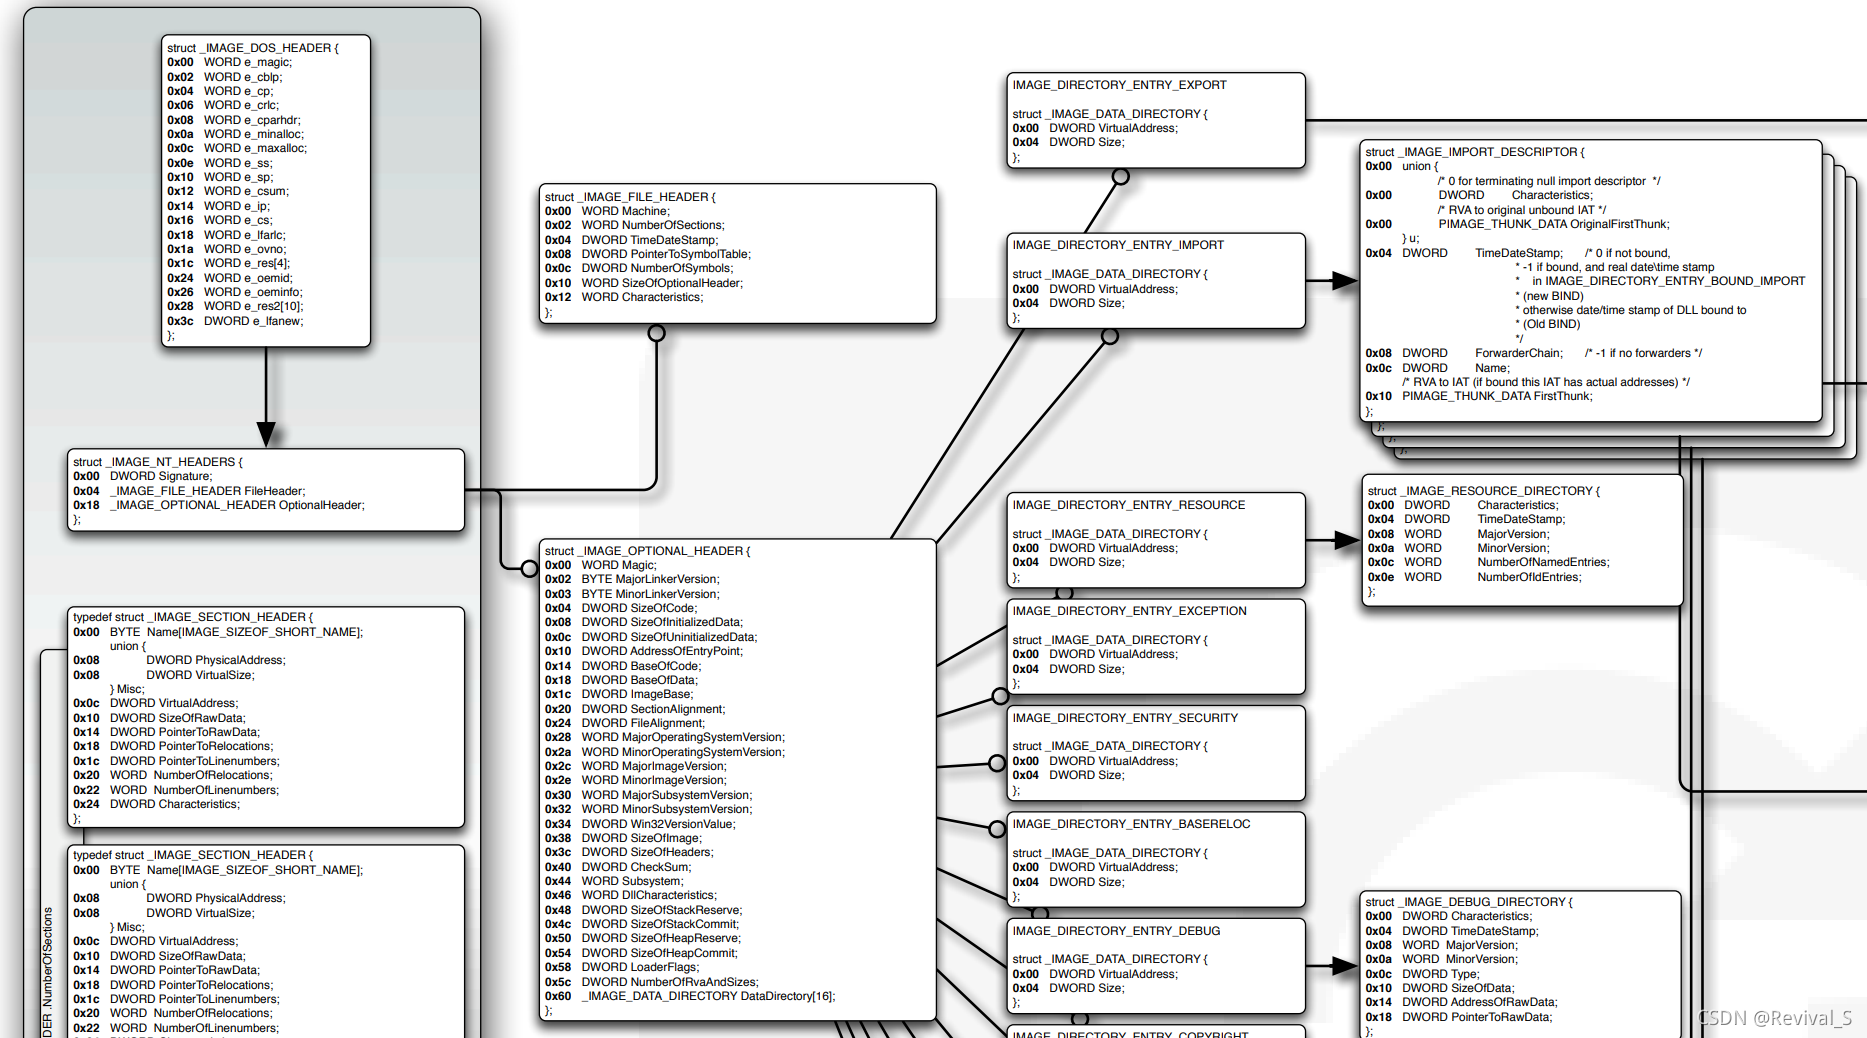 struct _IMAGE_DOS_HEADER {
0x00 WORD e_magic;
0x02 WORD e_cblp;
0x04 WORD e_cp;
0x06 WORD e_crlc;
0x08 WORD e_cparhdr;
0x0a WORD e_minalloc;
0x0c WORD e_maxalloc;
0x0e WORD e_ss;
0x10 WORD e_sp;
0x12 WORD e_csum;
0x14 WORD e_ip;
0x16 WORD e_cs;
0x18 WORD e_lfarlc;
0x1a WORD e_ovno;
0x1c WORD e_res[4];
0x24 WORD e_oemid;
0x26 WORD e_oeminfo;
0x28 WORD e_res2[10];
0x3c DWORD e_lfanew;
};
struct _IMAGE_NT_HEADERS {
0x00 DWORD Signature;
0x04 _IMAGE_FILE_HEADER FileHeader;
0x18 _IMAGE_OPTIONAL_HEADER OptionalHeader;
};
typedef struct _IMAGE_SECTION_HEADER {
0x00 BYTE Name[IMAGE_SIZEOF_SHORT_NAME];
union {
0x08 DWORD PhysicalAddress;
0x08 DWORD VirtualSize;
} Misc;
0x0c DWORD VirtualAddress;
0x10 DWORD SizeOfRawData;
0x14 DWORD PointerToRawData;
0x18 DWORD PointerToRelocations;
0x1c DWORD PointerToLinenumbers;
0x20 WORD NumberOfRelocations;
0x22 WORD NumberOfLinenumbers;
0x24 DWORD Characteristics;
};
typedef struct _IMAGE_SECTION_HEADER {
0x00 BYTE Name[IMAGE_SIZEOF_SHORT_NAME];
union {
0x08 DWORD PhysicalAddress;
0x08 DWORD VirtualSize;
} Misc;
0x0c DWORD VirtualAddress;
0x10 DWORD SizeOfRawData;
0x14 DWORD PointerToRawData;
0x18 DWORD PointerToRelocations;
0x1c DWORD PointerToLinenumbers;
0x20 WORD NumberOfRelocations;
0x22 WORD NumberOfLinenumbers;
DER .NumberOfSections
struct _IMAGE_FILE_HEADER {
0x00 WORD Machine;
0x02 WORD NumberOfSections;
0x04 DWORD TimeDateStamp;
0x08 DWORD PointerToSymbolTable;
0x0c DWORD NumberOfSymbols;
0x10 WORD SizeOfOptionalHeader;
0x12 WORD Characteristics;
};
struct _IMAGE_OPTIONAL_HEADER {
0x00 WORD Magic;
0x02 BYTE MajorLinkerVersion;
0x03 BYTE MinorLinkerVersion;
0x04 DWORD SizeOfCode;
0x08 DWORD SizeOfInitializedData;
0x0c DWORD SizeOfUninitializedData;
0x10 DWORD AddressOfEntryPoint;
0x14 DWORD BaseOfCode;
0x18 DWORD BaseOfData;
0x1c DWORD ImageBase;
0x20 DWORD SectionAlignment;
0x24 DWORD FileAlignment;
0x28 WORD MajorOperatingSystemVersion;
0x2a WORD MinorOperatingSystemVersion;
0x2c WORD MajorImageVersion;
0x2e WORD MinorImageVersion;
0x30 WORD MajorSubsystemVersion;
0x32 WORD MinorSubsystemVersion;
0x34 DWORD Win32VersionValue;
0x38 DWORD SizeOfImage;
0x3c DWORD SizeOfHeaders;
0x40 DWORD CheckSum;
0x44 WORD Subsystem;
0x46 WORD DllCharacteristics;
0x48 DWORD SizeOfStackReserve;
0x4c DWORD SizeOfStackCommit;
0x50 DWORD SizeOfHeapReserve;
0x54 DWORD SizeOfHeapCommit;
0x58 DWORD LoaderFlags;
0x5c DWORD NumberOfRvaAndSizes;
0x60 _IMAGE_DATA_DIRECTORY DataDirectory[16];
};
IMAGE_DIRECTORY_ENTRY_EXPORT
struct _IMAGE_DATA_DIRECTORY {
0x00 DWORD VirtualAddress;
0x04 DWORD Size;
};
IMAGE_DIRECTORY_ENTRY_IMPORT
struct _IMAGE_DATA_DIRECTORY {
0x00 DWORD VirtualAddress;
0x04 DWORD Size;
};
IMAGE_DIRECTORY_ENTRY_RESOURCE
struct _IMAGE_DATA_DIRECTORY {
0x00 DWORD VirtualAddress;
0x04 DWORD Size;
};
IMAGE_DIRECTORY_ENTRY_EXCEPTION
struct _IMAGE_DATA_DIRECTORY {
0x00 DWORD VirtualAddress;
0x04 DWORD Size;
};
IMAGE_DIRECTORY_ENTRY_SECURITY
struct _IMAGE_DATA_DIRECTORY {
0x00 DWORD VirtualAddress;
0x04 DWORD Size;
};
IMAGE_DIRECTORY_ENTRY_BASERELOC
struct _IMAGE_DATA_DIRECTORY {
0x00 DWORD VirtualAddress;
0x04 DWORD Size;
};
IMAGE_DIRECTORY_ENTRY_DEBUG
struct _IMAGE_DATA_DIRECTORY {
0x00 DWORD VirtualAddress;
0x04 DWORD Size;
};
IMAGE_DIRECTORY_ENTRY_COPYRIGHT
struct _IMAGE_IMPORT_DESCRIPTOR {
0x00 union {
/* 0 for terminating null import descriptor */
0x00 DWORD Characteristics;
/* RVA to original unbound IAT */
0x00 PIMAGE_THUNK_DATA OriginalFirstThunk;
} u;
0x04 DWORD TimeDateStamp; /* 0 if not bound,
* -1 if bound, and real date\time stamp
* in IMAGE_DIRECTORY_ENTRY_BOUND_IMPORT
* (new BIND)
* otherwise date/time stamp of DLL bound to
* (Old BIND)
*/
0x08 DWORD ForwarderChain; /* -1 if no forwarders */
0x0c DWORD Name;
/* RVA to IAT (if bound this IAT has actual addresses) */
0x10 PIMAGE_THUNK_DATA FirstThunk;
};
};
};
};
struct _IMAGE_RESOURCE_DIRECTORY {
0x00 DWORD Characteristics;
0x04 DWORD TimeDateStamp;
0x08 WORD MajorVersion;
0x0a WORD MinorVersion;
0x0c WORD NumberOfNamedEntries;
0x0e WORD NumberOfIdEntries;
};
struct _IMAGE_DEBUG_DIRECTORY {
0x00 DWORD Characteristics;
0x04 DWORD TimeDateStamp;
0x08 WORD MajorVersion;
0x0a WORD MinorVersion;
0x0c DWORD Type;
0x10 DWORD SizeOfData;
0x14 DWORD AddressOfRawData;
0x18 DWORD PointerToRawData;
};
CSDN @Revival_S